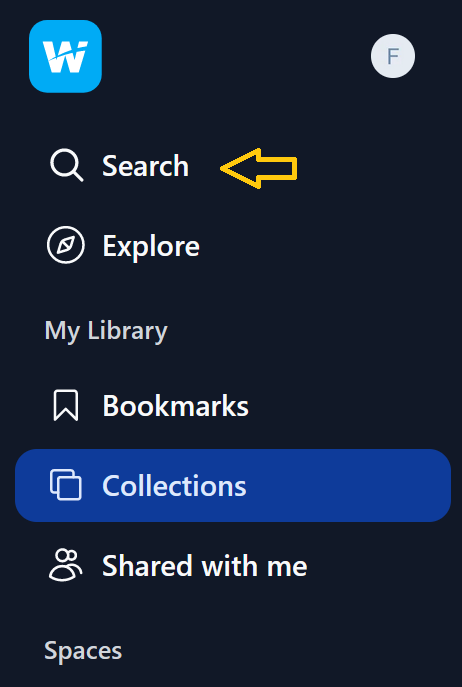 W
F
Search
Explore
My Library
Bookmarks
Collections
Shared with me
Spaces